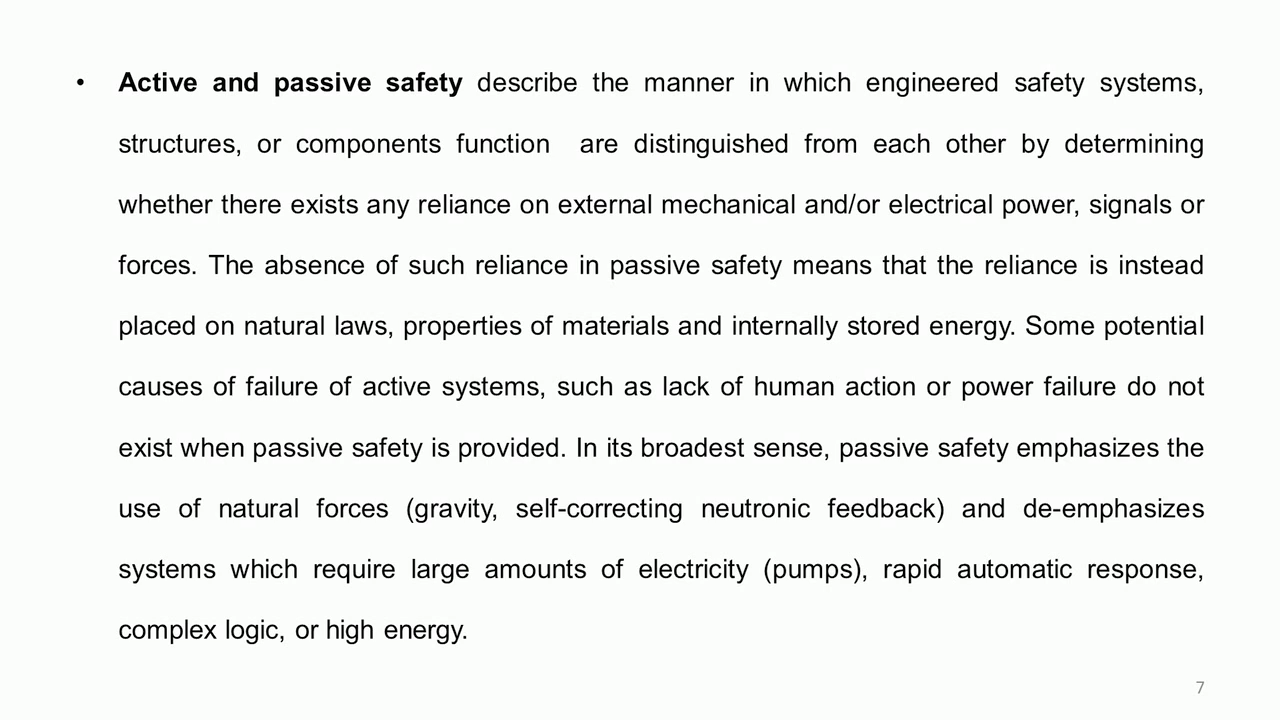 • Active and passive safety describe the manner in which engineered safety systems,
structures, or components function are distinguished from each other by determining
whether there exists any reliance on external mechanical and/or electrical power, signals or
forces. The absence of such reliance in passive safety means that the reliance is instead
placed on natural laws, properties of materials and internally stored energy. Some potential
causes of failure of active systems, such as lack of human action or power failure do not
exist when passive safety is provided. In its broadest sense, passive safety emphasizes the
use of natural forces (gravity, self-correcting neutronic feedback) and de-emphasizes
systems which require large amounts of electricity (pumps), rapid automatic response,
complex logic, or high energy.
7